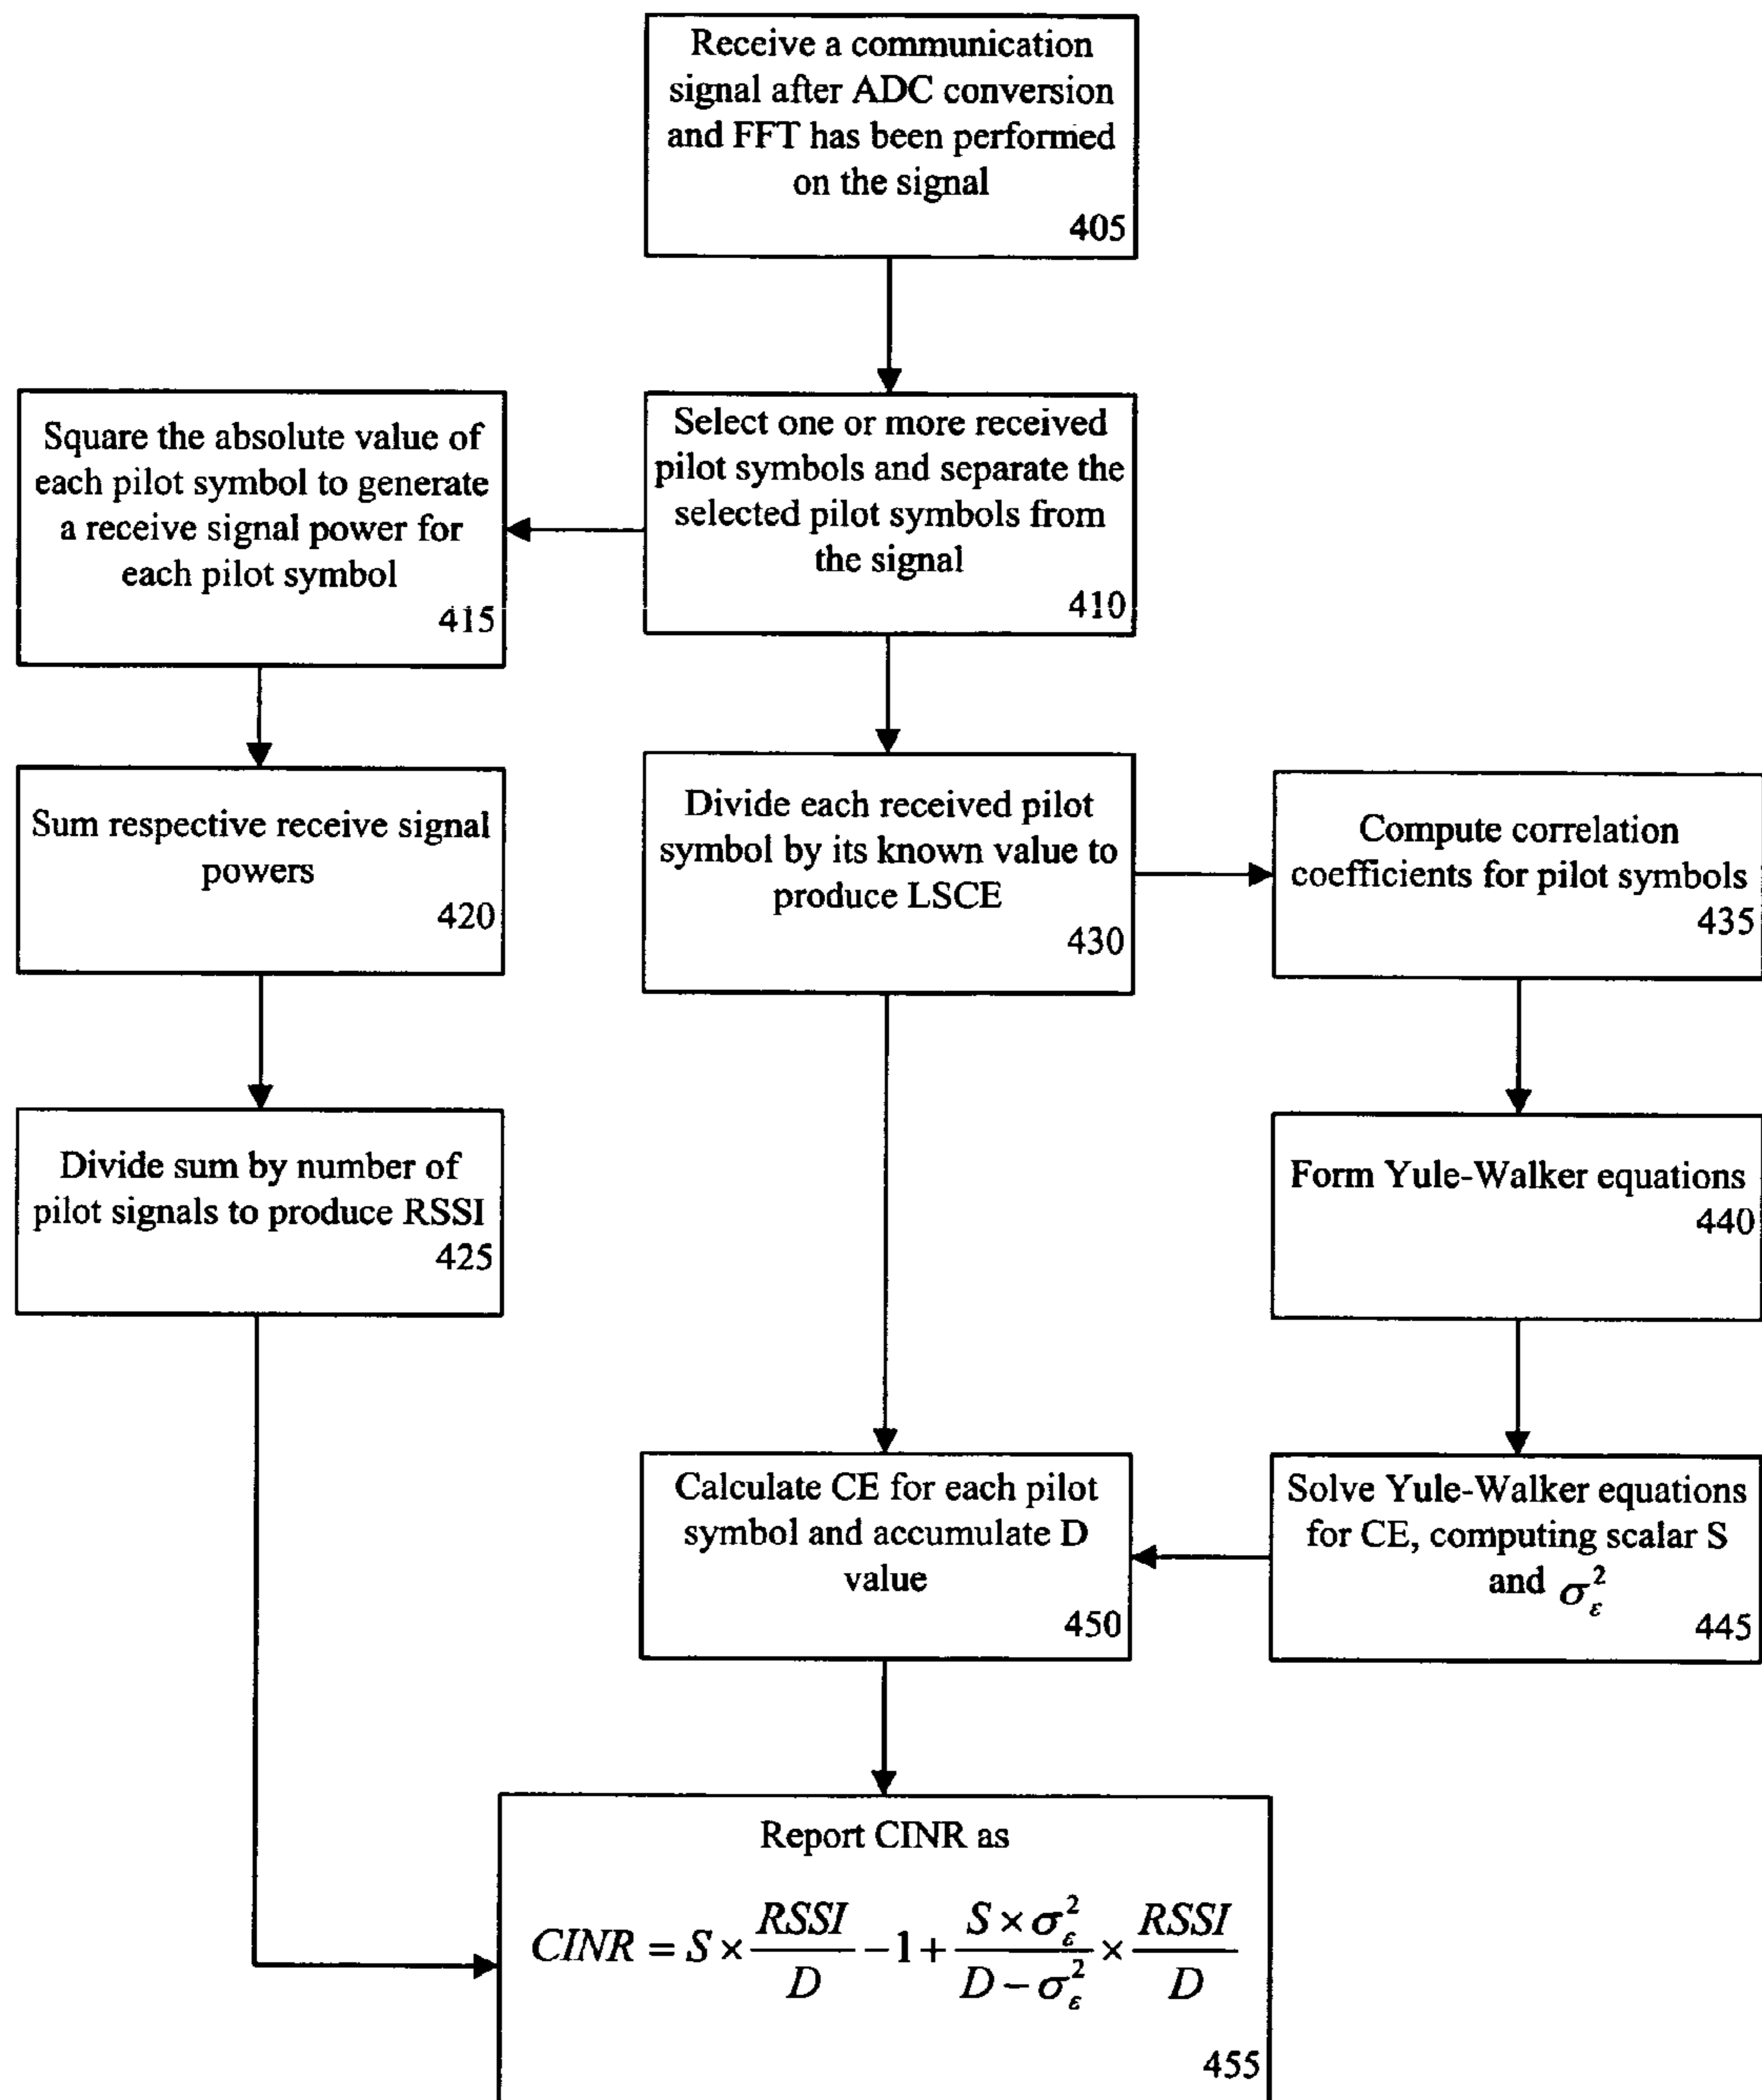 Receive a communication
signal after ADC conversion
and FFT has been performed
on the signal
405
Square the absolute value of
each pilot symbol to generate
a receive signal power for
each pilot symbol
415
Select one or more received
pilot symbols and separate the
selected pilot symbols from
the signal
410
Sum respective receive signal
powers
420
Divide each received pilot
symbol by its known value to
produce LSCE
430
Compute correlation
coefficients for pilot symbols
435
Divide sum by number of
pilot signals to produce RSSI
425
Form Yule-Walker equations
440
Calculate CE for each pilot
symbol and accumulate D
value
450
Solve Yule-Walker equations
for CE, computing scalar S
and σ_ε^2
445
Report CINR as
CINR = S × \frac{RSSI}{D} − 1 + \frac{S × σ_ε^2}{D − σ_ε^2} × \frac{RSSI}{D}
455